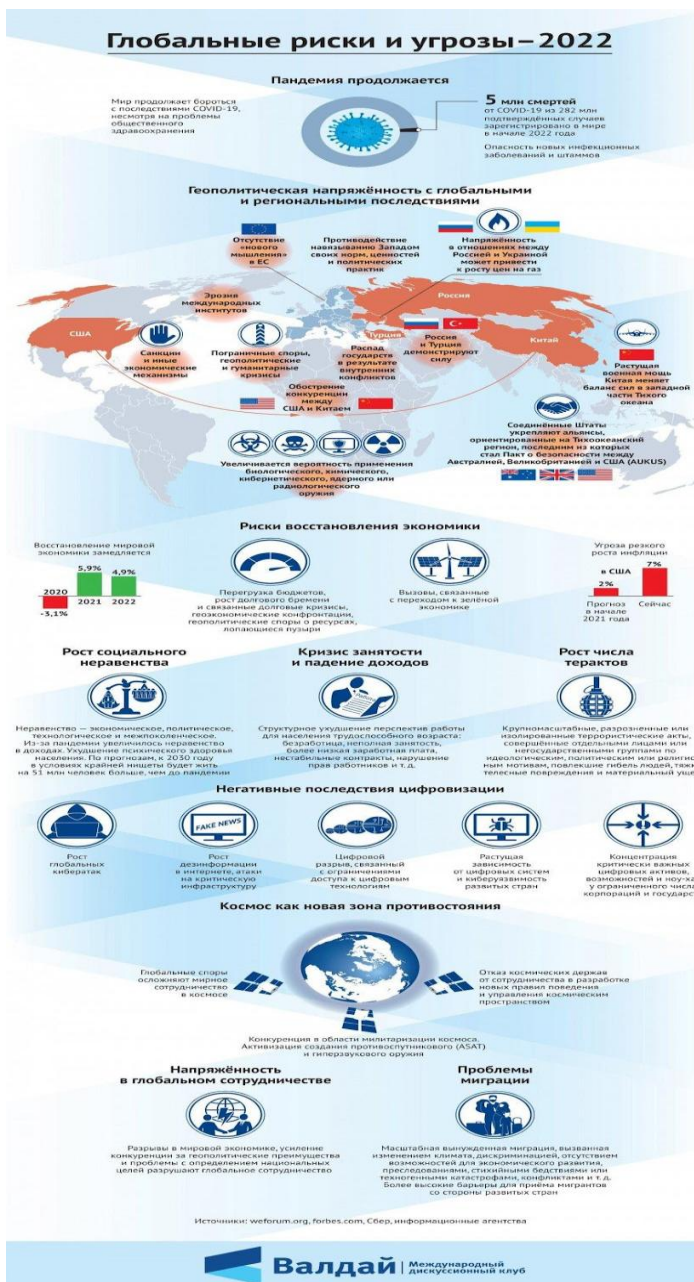 Глобальные риски и угрозы–2022
Пандемия продолжается
Мир продолжает бороться
с последствиями COVID-19,
несмотря на проблемы
общественного
здравоохранения
5 млн смертей
от COVID-19 из 282 млн
подтверждённых случаев
зарегистрировано в мире
в начале 2022 года
Опасность новых инфекционных
заболеваний и штаммов
Геополитическая напряжённость с глобальными
и региональными последствиями
Отсутствие
«нового
мышления»
в ЕС
Противодействие
навязыванию Западом
своих норм, ценностей
и политических
практик
Напряжённость
в отношениях между
Россией и Украиной
может привести
к росту цен на газ
Эрозия
международных
институтов
США
Россия
Турция
Китай
Санкции
и иные
экономические
механизмы
Пограничные споры,
геополитические
и гуманитарные
кризисы
Распад
государств
в результате
внутренних
конфликтов
Россия
и Турция
демонстрируют
силу
Растущая
военная мощь
Китая меняет
баланс сил в западной
части Тихого
океана
Обострение
конкуренции
между
США и Китаем
Соединённые Штаты
укрепляют альянсы,
ориентированные на Тихоокеанский
регион, последним из которых
стал Пакт о безопасности между
Австралией, Великобританией и США (AUKUS)
Увеличивается вероятность применения
биологического, химического,
кибернетического, ядерного или
радиологического
оружия
Риски восстановления экономики
Восстановление мировой
экономики замедляется
2020
-3,1%
5,9%
2021
4,9%
2022
Перегрузка бюджетов,
рост долгового бремени
и связанные долговые кризисы,
геоэкономические конфронтации,
геополитические споры о ресурсах,
лопающиеся пузыри
Вызовы, связанные
с переходом к зелёной
экономике
Угроза резкого
роста инфляции
в США
2%
7%
Прогноз
в начале
2021 года
Сейчас
Рост социального
неравенства
Неравенство — экономическое, политическое,
технологическое и межпоколенческое.
Из-за пандемии увеличилось неравенство
в доходах. Ухудшение психического здоровья
населения. По прогнозам, к 2030 году
в условиях крайней нищеты будет жить
на 51 млн человек больше, чем до пандемии
Кризис занятости
и падение доходов
Структурное ухудшение перспектив работы
для населения трудоспособного возраста:
безработица, неполная занятость,
более низкая заработная плата,
нестабильные контракты, нарушение
прав работников и т. д.
Рост числа
терактов
Крупномасштабные, разрозненные или
изолированные террористические акты,
совершённые отдельными лицами или
негосударственными группами по
идеологическим, политическим или религиоз
ным мотивам, повлекшие гибель людей, тяжк
телесные повреждения и материальный уще
Негативные последствия цифровизации
Рост
глобальных
кибератак
FAKE NEWS
Рост
дезинформации
в интернете, атаки
на критическую
инфраструктуру
Цифровой
разрыв, связанный
с ограничениями
доступа к цифровым
технологиям
Растущая
зависимость
от цифровых систем
и киберуязвимость
развитых стран
Концентрация
критически важных
цифровых активов,
возможностей и ноу-ха
у ограниченного числа
корпораций и государс
Космос как новая зона противостояния
Глобальные споры
осложняют мирное
сотрудничество
в космосе
Отказ космических держав
от сотрудничества в разработке
новых правил поведения
и управления космическим
пространством
Конкуренция в области милитаризации космоса.
Активизация создания противоспутникового (ASAT)
и гиперзвукового оружия
Напряжённость
в глобальном сотрудничестве
Разрывы в мировой экономике, усиление
конкуренции за геополитические преимущества
и проблемы с определением национальных
целей разрушают глобальное сотрудничество
Проблемы
миграции
Масштабная вынужденная миграция, вызванная
изменением климата, дискриминацией, отсутствием
возможностей для экономического развития,
преследованиями, стихийными бедствиями или
техногенными катастрофами, конфликтами и т. д.
Более высокие барьеры для приёма мигрантов
со стороны развитых стран
Источники: weforum.org, forbes.com, Сбер, информационные агентства
Валдай
Международный
дискуссионный клуб